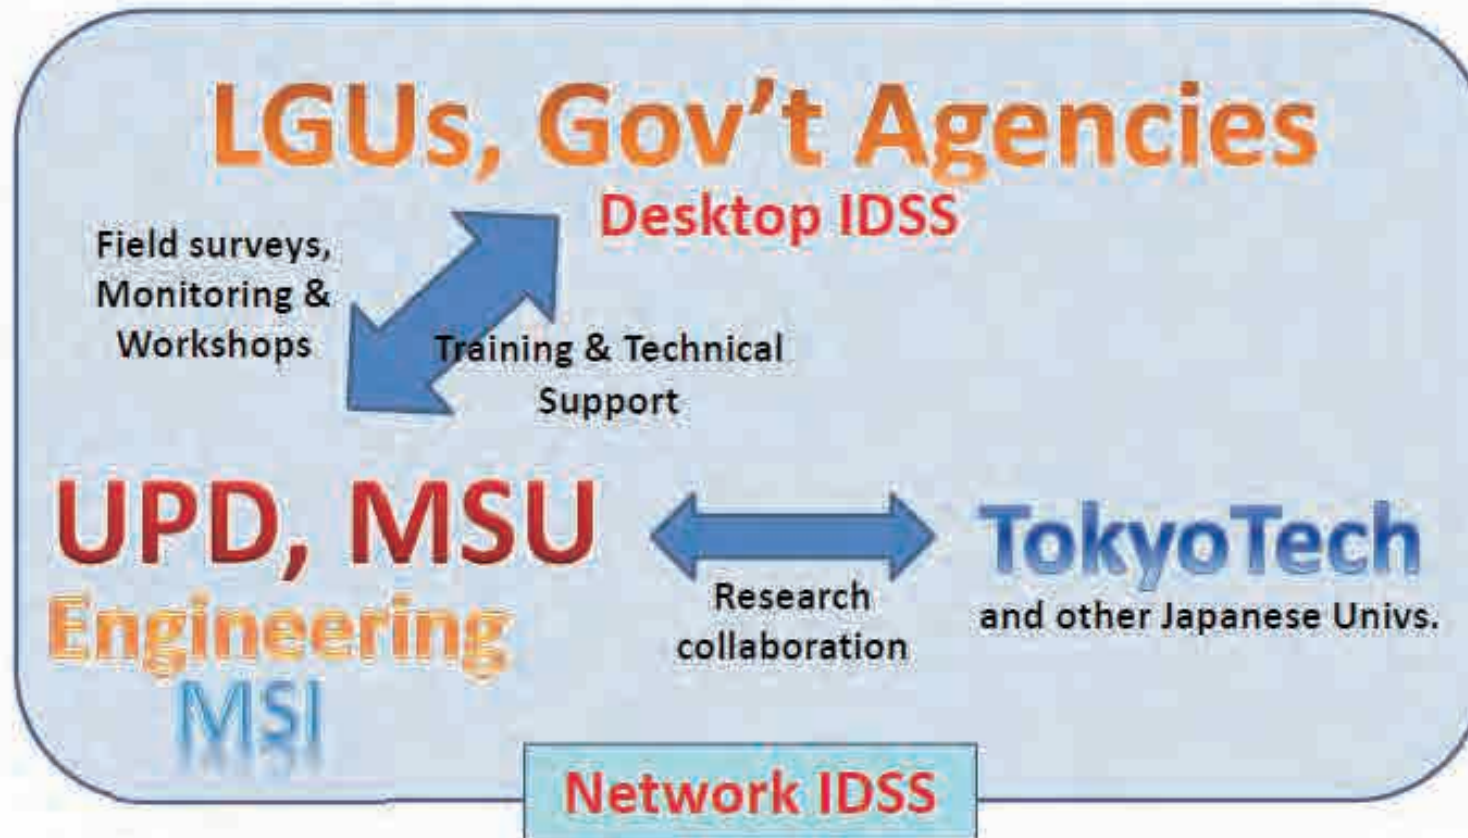 LGUs, Gov't Agencies
Desktop IDSS
Field surveys,
Monitoring &
Workshops
Training & Technical
Support
UPD, MSU
Engineering
MSI
Research
collaboration
TokyoTech
and other Japanese Univs.
Network IDSS